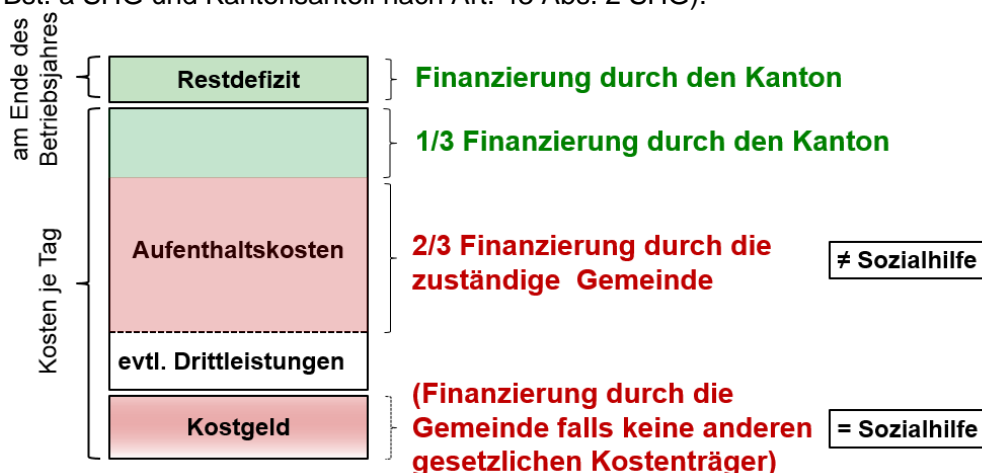 Bst. a SHG und Kantonsanteil nach Art. 43 Abs. 2 SHG).
am Ende des
Betriebsjahres
Restdefizit
Finanzierung durch den Kanton
1/3 Finanzierung durch den Kanton
Kosten je Tag
Aufenthaltskosten
2/3 Finanzierung durch die
zuständige Gemeinde
≠ Sozialhilfe
evtl. Drittleistungen
Kostgeld
(Finanzierung durch die
Gemeinde falls keine anderen
gesetzlichen Kostenträger)
= Sozialhilfe